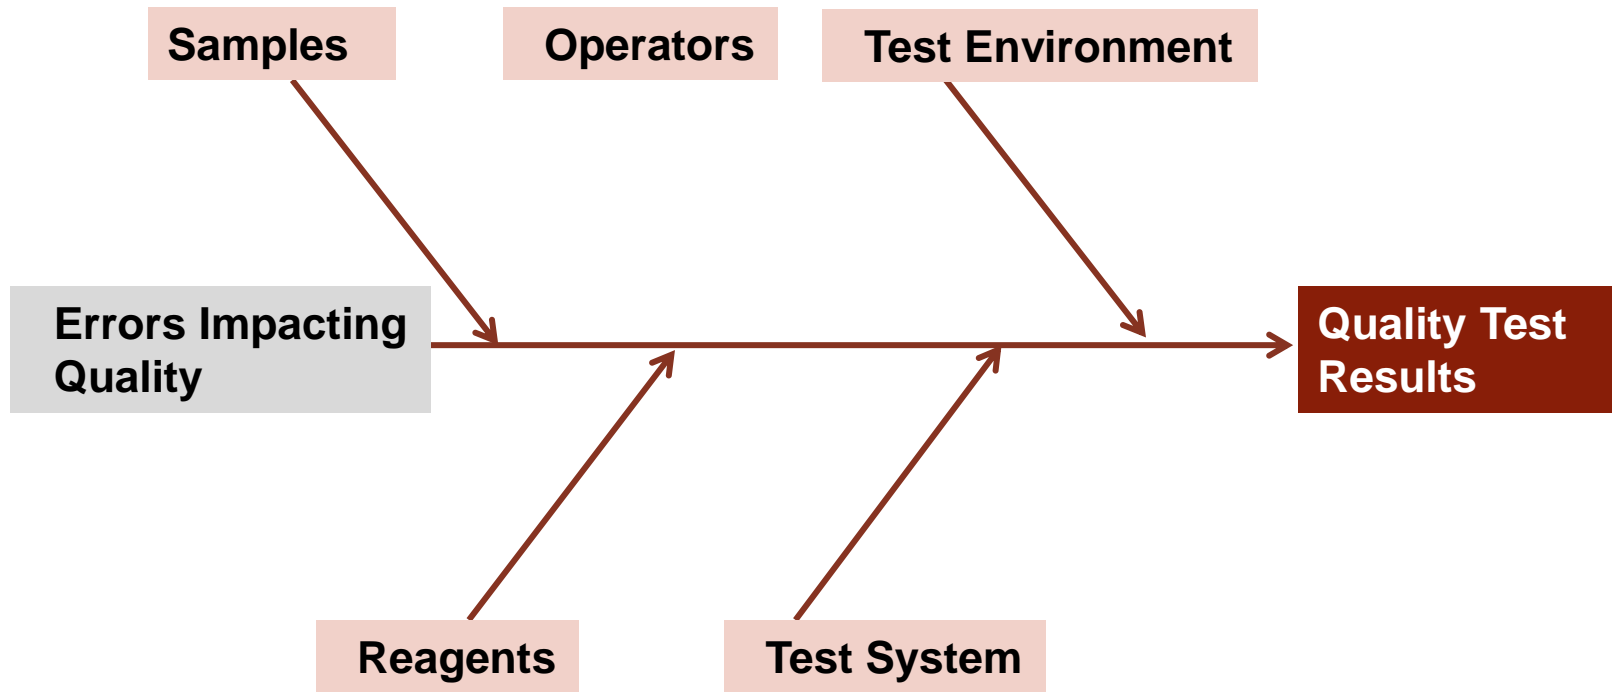 Samples
Operators
Test Environment
Errors Impacting
Quality
Quality Test
Results
Reagents
Test System